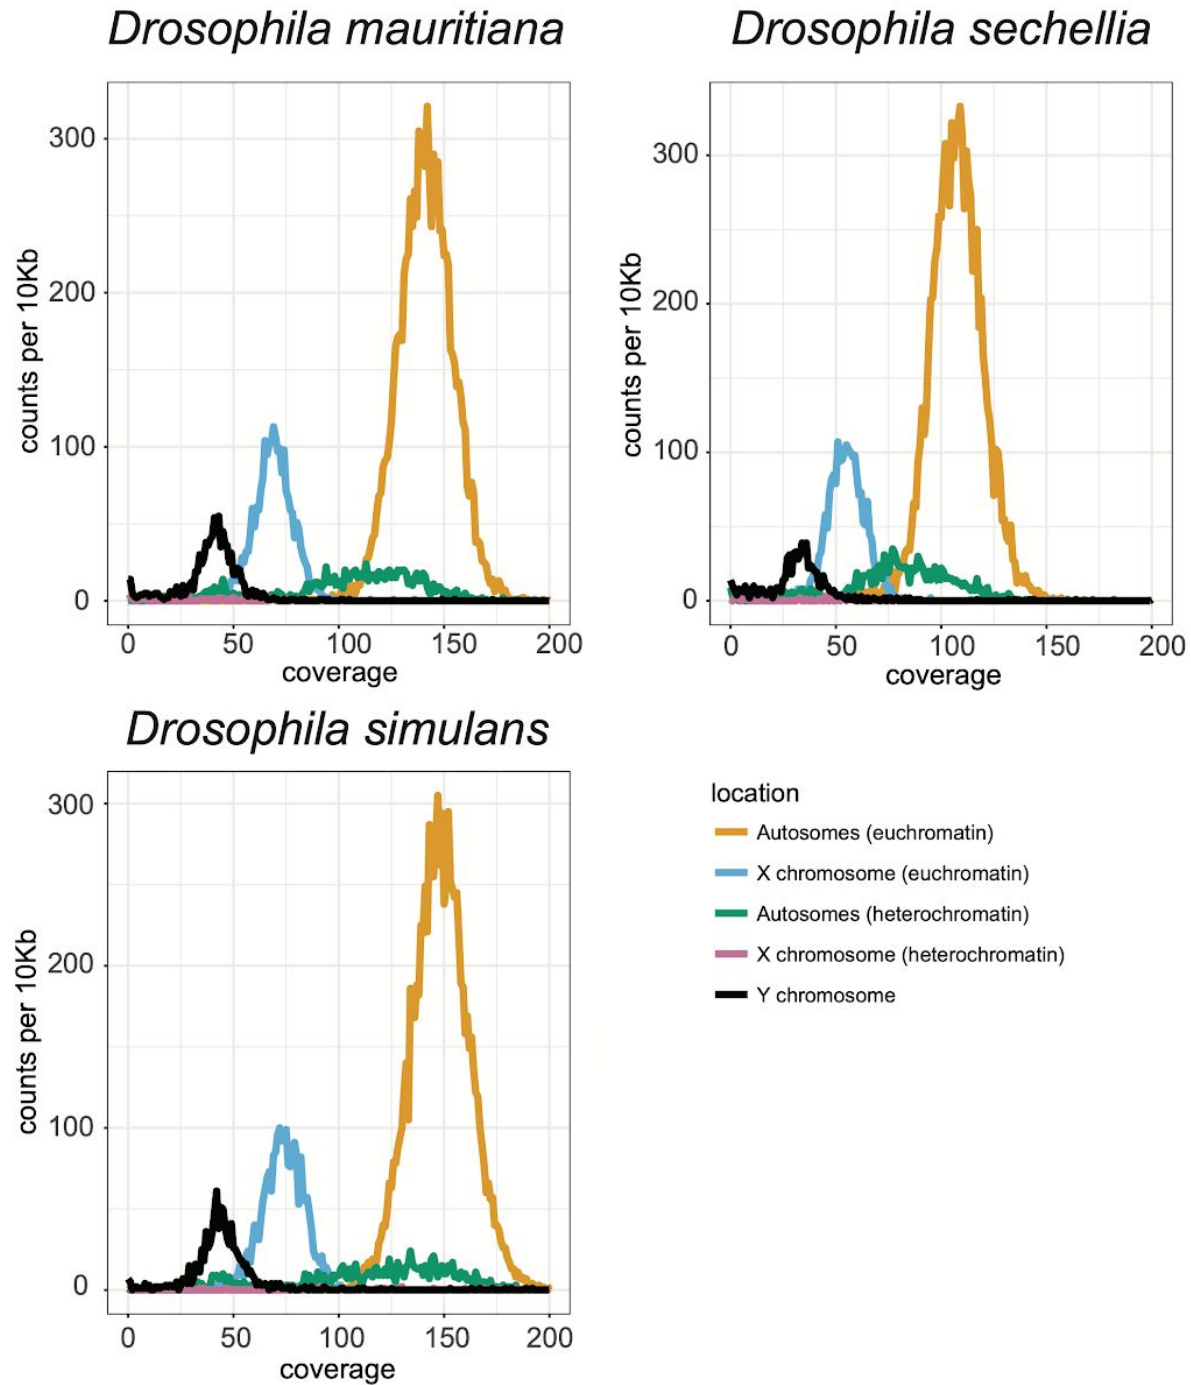 Drosophila mauritiana
counts per 10Kb
300
200
100
0
0 50 100 150 200
coverage
Drosophila sechellia
counts per 10Kb
300
200
100
0
0 50 100 150 200
coverage
Drosophila simulans
counts per 10Kb
300
200
100
0
0 50 100 150 200
coverage
location
Autosomes (euchromatin)
X chromosome (euchromatin)
Autosomes (heterochromatin)
X chromosome (heterochromatin)
Y chromosome